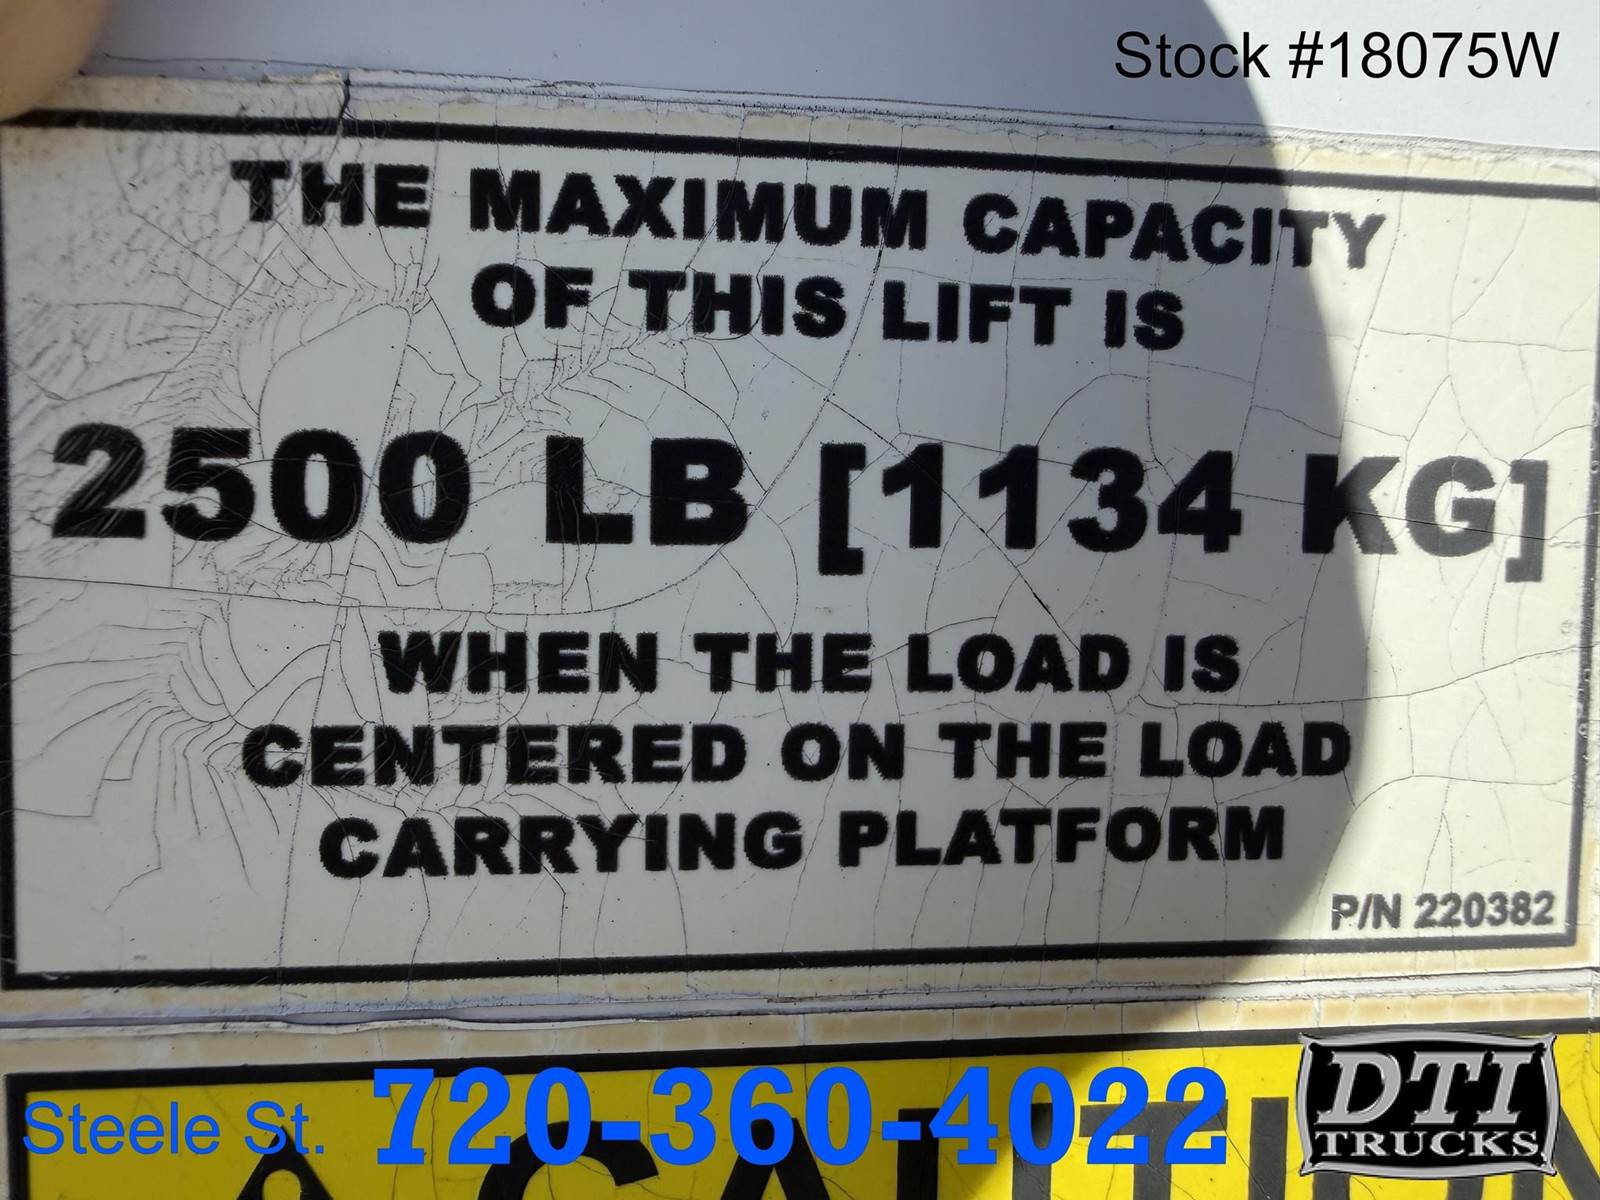 Stock #18075W
THE MAXIMUM CAPACITY
OF THIS LIFT IS
2500 LB [1134 KG]
WHEN THE LOAD IS
CENTERED ON THE LOAD
CARRYING PLATFORM
P/N 220382
Steele St. 720-360-4022
DTI
TRUCKS
CAUTION